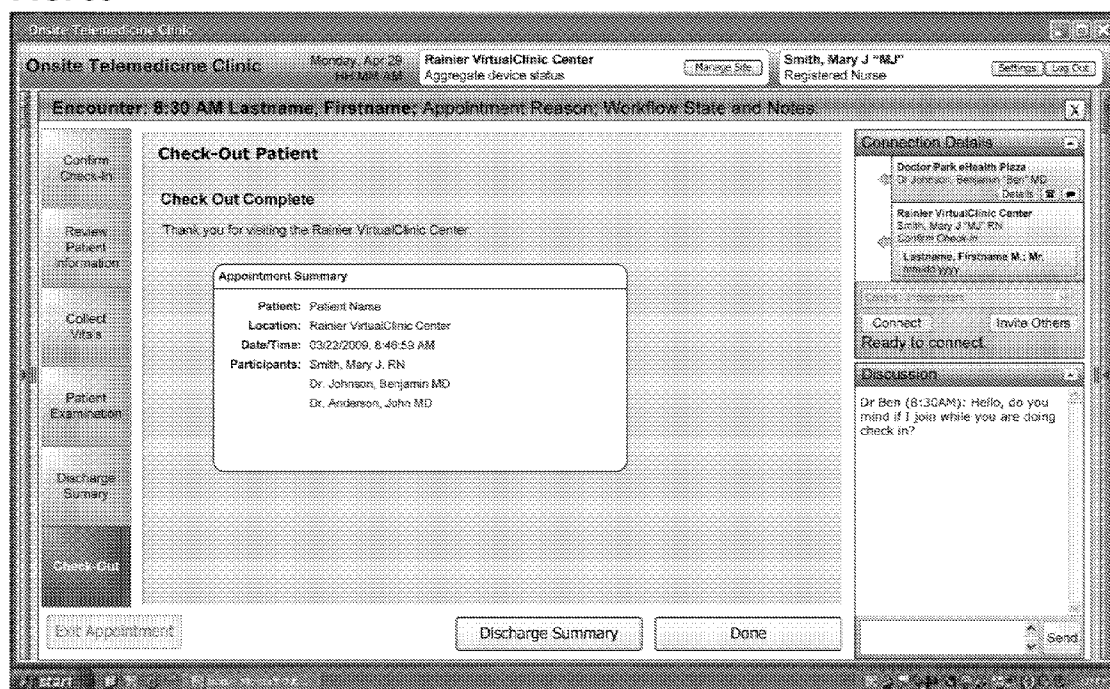 Onsite Telemedicine Clinic
Onsite Telemedicine Clinic
Monday, Apr 29
HH:MM AM
Rainier VirtualClinic Center
Aggregate device status
Manage Site
Smith, Mary J "MJ"
Registered Nurse
Settings
Log Out
Encounter: 8:30 AM Lastname, Firstname; Appointment Reason; Workflow State and Notes
X
Confirm
Check-In
Review
Patient
Information
Collect
Vitals
Patient
Examination
Discharge
Sumary
Check-Out
Check-Out Patient
Check Out Complete
Thank you for visiting the Rainier VirtualClinic Center
Appointment Summary
Patient: Patient Name
Location: Rainier VirtualClinic Center
Date/Time: 03/22/2009, 8:46:53 AM
Participants: Smith, Mary J. RN
Dr. Johnson, Benjamin MD
Dr. Anderson, John MD
Exit Appointment
Discharge Summary
Done
Connection Details
Doctor Park eHealth Plaza
Dr Johnson, Benjamin "Ben" MD
Details
Rainier VirtualClinic Center
Smith, Mary J "MJ" RN
Confirm Check-In
Lastname, Firstname M.; Mr.
mm/dd/yyyy
Connect
Invite Others
Ready to connect
Discussion
Dr Ben (8:30AM): Hello, do you
mind if I join while you are doing
check in?
Send
start